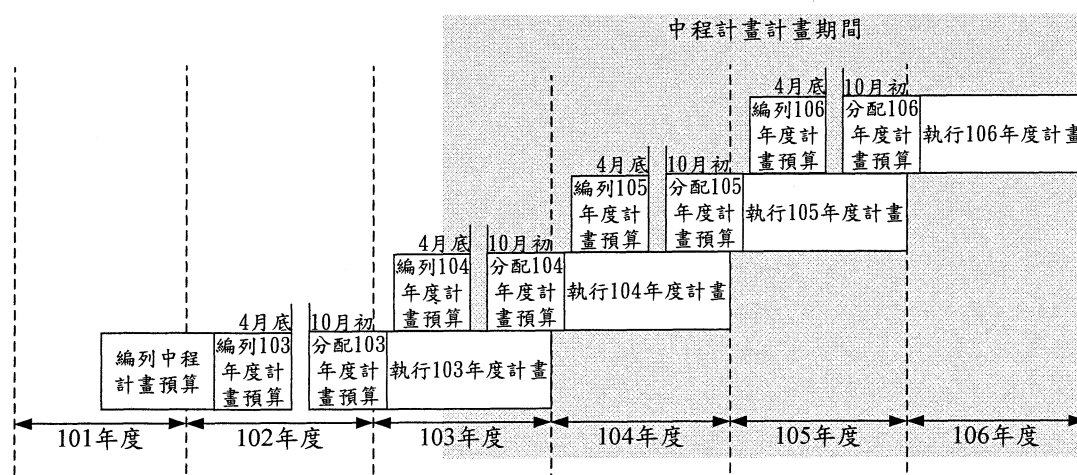 中程計畫計畫期間
4月底
10月初
編列106
年度計
畫預算
分配106
年度計
畫預算
執行106年度計畫
4月底
10月初
編列105
年度計
畫預算
分配105
年度計
畫預算
執行105年度計畫
4月底
10月初
編列104
年度計
畫預算
分配104
年度計
畫預算
執行104年度計畫
4月底
10月初
編列中程
計畫預算
編列103
年度計
畫預算
分配103
年度計
畫預算
執行103年度計畫
101年度
102年度
103年度
104年度
105年度
106年度